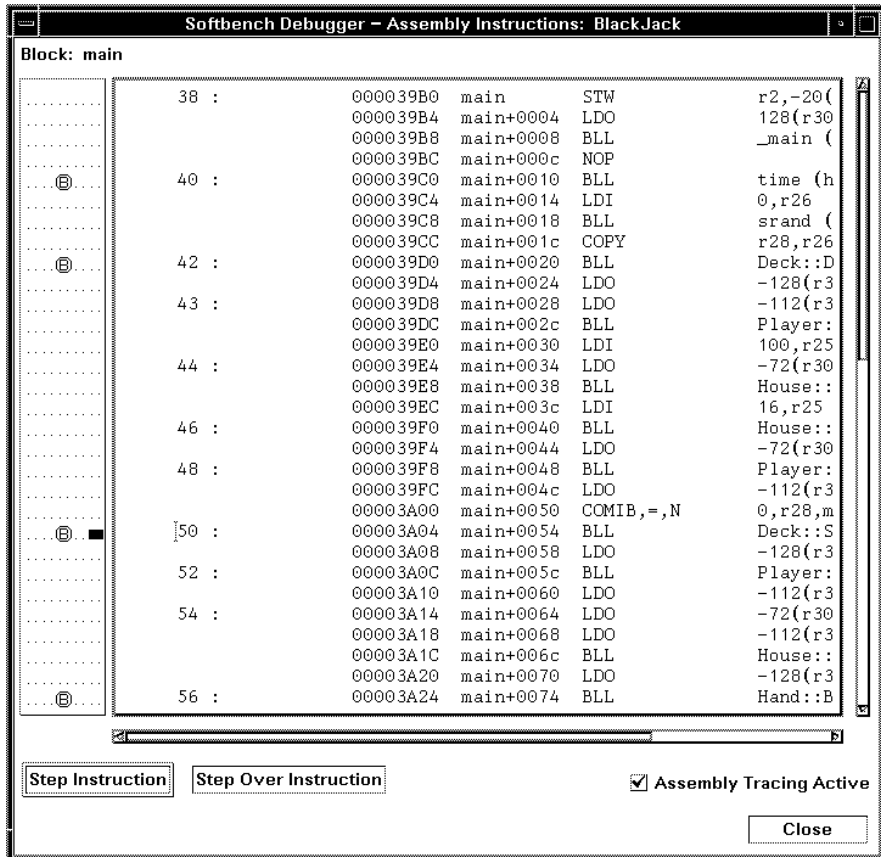 Softbench Debugger – Assembly Instructions: BlackJack
Block: main
38 : 000039B0 main STW r2,-20(
000039B4 main+0004 LDO 128(r30
000039B8 main+0008 BLL _main (
000039BC main+000c NOP
B 40 : 000039C0 main+0010 BLL time (h
000039C4 main+0014 LDI 0,r26
000039C8 main+0018 BLL srand (
000039CC main+001c COPY r28,r26
B 42 : 000039D0 main+0020 BLL Deck::D
000039D4 main+0024 LDO -128(r3
43 : 000039D8 main+0028 LDO -112(r3
000039DC main+002c BLL Player:
000039E0 main+0030 LDI 100,r25
44 : 000039E4 main+0034 LDO -72(r30
000039E8 main+0038 BLL House::
000039EC main+003c LDI 16,r25
46 : 000039F0 main+0040 BLL House::
000039F4 main+0044 LDO -72(r30
48 : 000039F8 main+0048 BLL Player:
000039FC main+004c LDO -112(r3
00003A00 main+0050 COMIB,=,N 0,r28,m
B 50 : 00003A04 main+0054 BLL Deck::S
00003A08 main+0058 LDO -128(r3
52 : 00003A0C main+005c BLL Player:
00003A10 main+0060 LDO -112(r3
54 : 00003A14 main+0064 LDO -72(r30
00003A18 main+0068 LDO -112(r3
00003A1C main+006c BLL House::
00003A20 main+0070 LDO -128(r3
B 56 : 00003A24 main+0074 BLL Hand::B
Step Instruction Step Over Instruction Assembly Tracing Active
Close